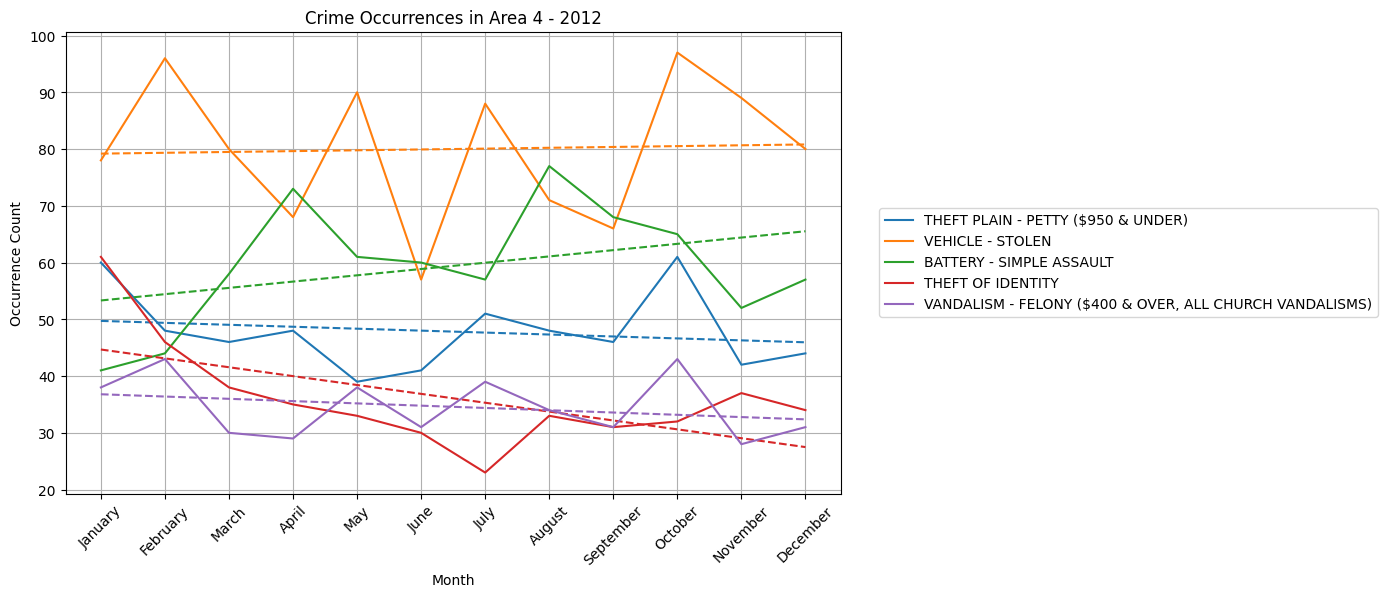 Crime Occurrences in Area 4 - 2012
Occurrence Count
100
90
80
70
60
50
40
30
20
January
February
March
April
May
June
July
August
September
October
November
December
Month
THEFT PLAIN - PETTY ($950 & UNDER)
VEHICLE - STOLEN
BATTERY - SIMPLE ASSAULT
THEFT OF IDENTITY
VANDALISM - FELONY ($400 & OVER, ALL CHURCH VANDALISMS)